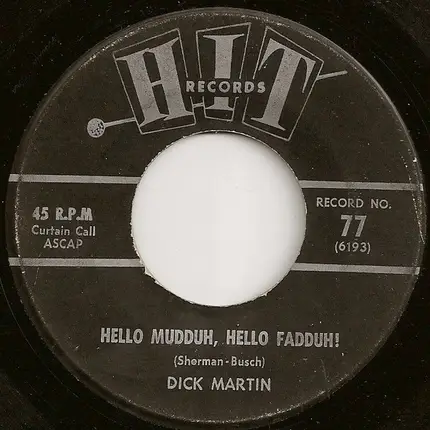 HIT
RECORDS
45 R.P.M
Curtain Call
ASCAP
RECORD NO.
77
(6193)
HELLO MUDDUH, HELLO FADDUH!
(Sherman-Busch)
DICK MARTIN